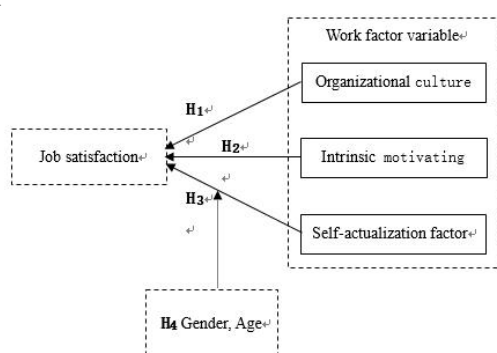 Work factor variable
Organizational culture
H1
Job satisfaction
H2
Intrinsic motivating
H3
Self-actualization factor
H4 Gender, Age